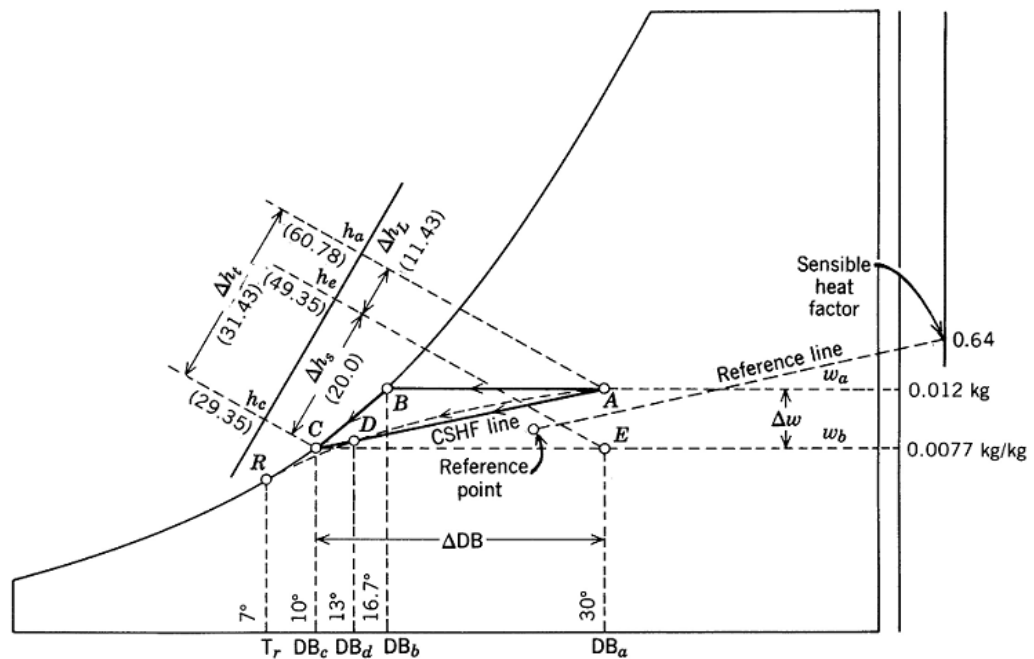 h_a
(60.78)
Δh_L
(11.43)
h_e
(49.35)
Δh_t
(31.43)
Δh_s
(20.0)
h_c
(29.35)
Sensible
heat
factor
0.64
Reference line
w_a
0.012 kg
B
A
Δw
D
CSHF line
C
E
w_b
0.0077 kg/kg
R
Reference
point
ΔDB
7°
10°
13°
16.7°
30°
T_r DB_c DB_d DB_b DB_a